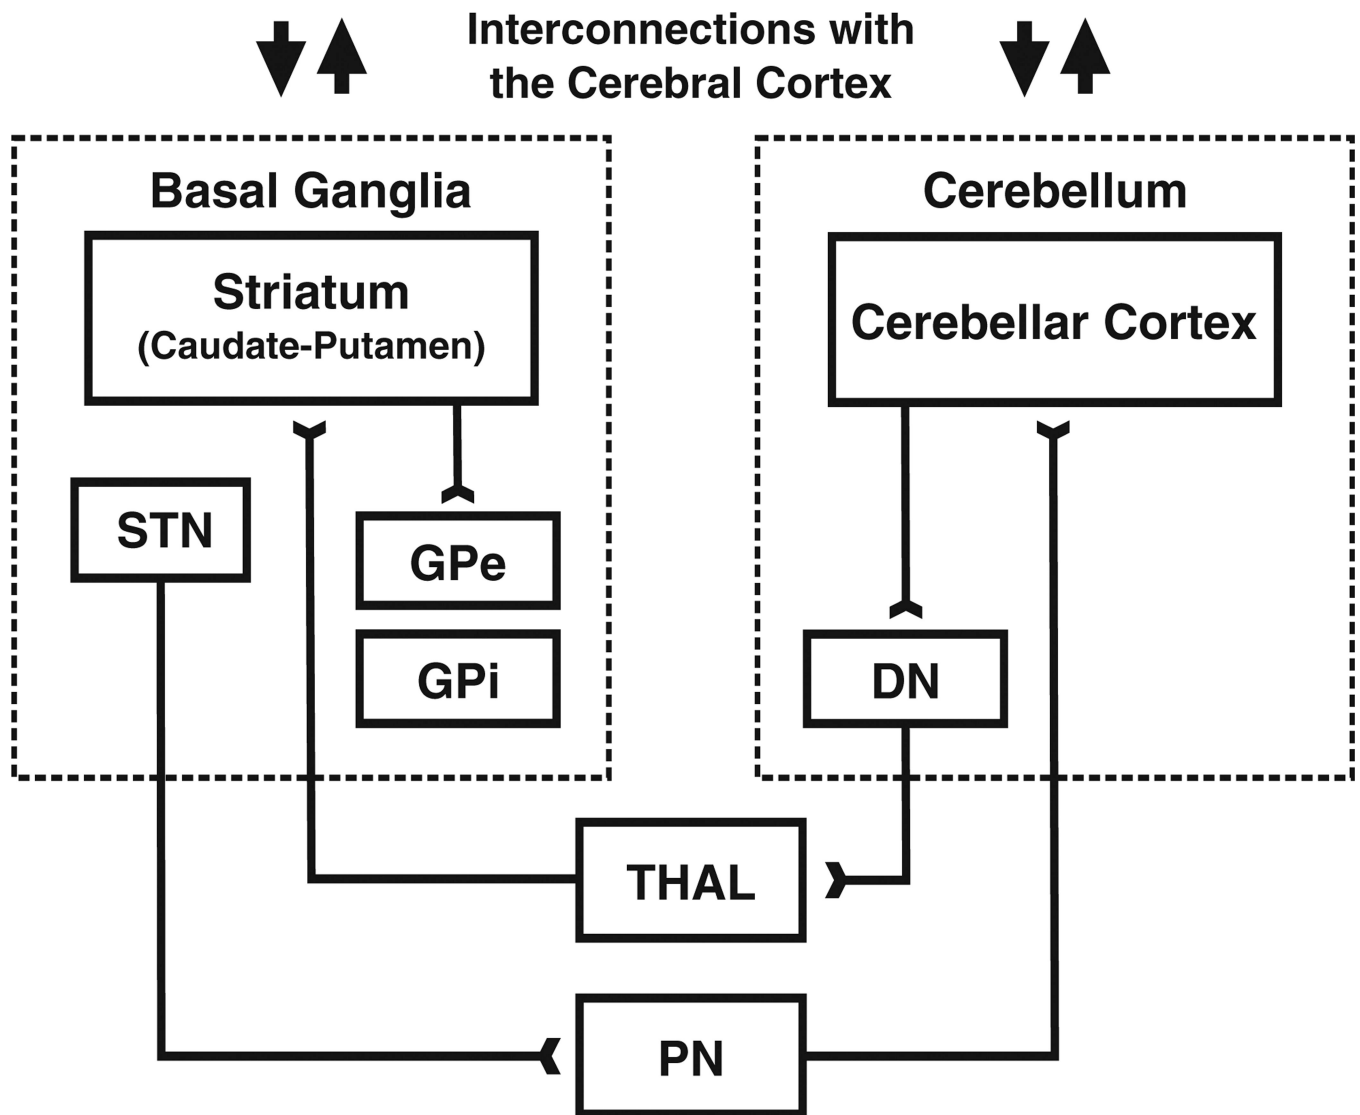 Interconnections with
the Cerebral Cortex
Basal Ganglia
Striatum
(Caudate-Putamen)
STN
GPe
GPi
Cerebellum
Cerebellar Cortex
DN
THAL
PN